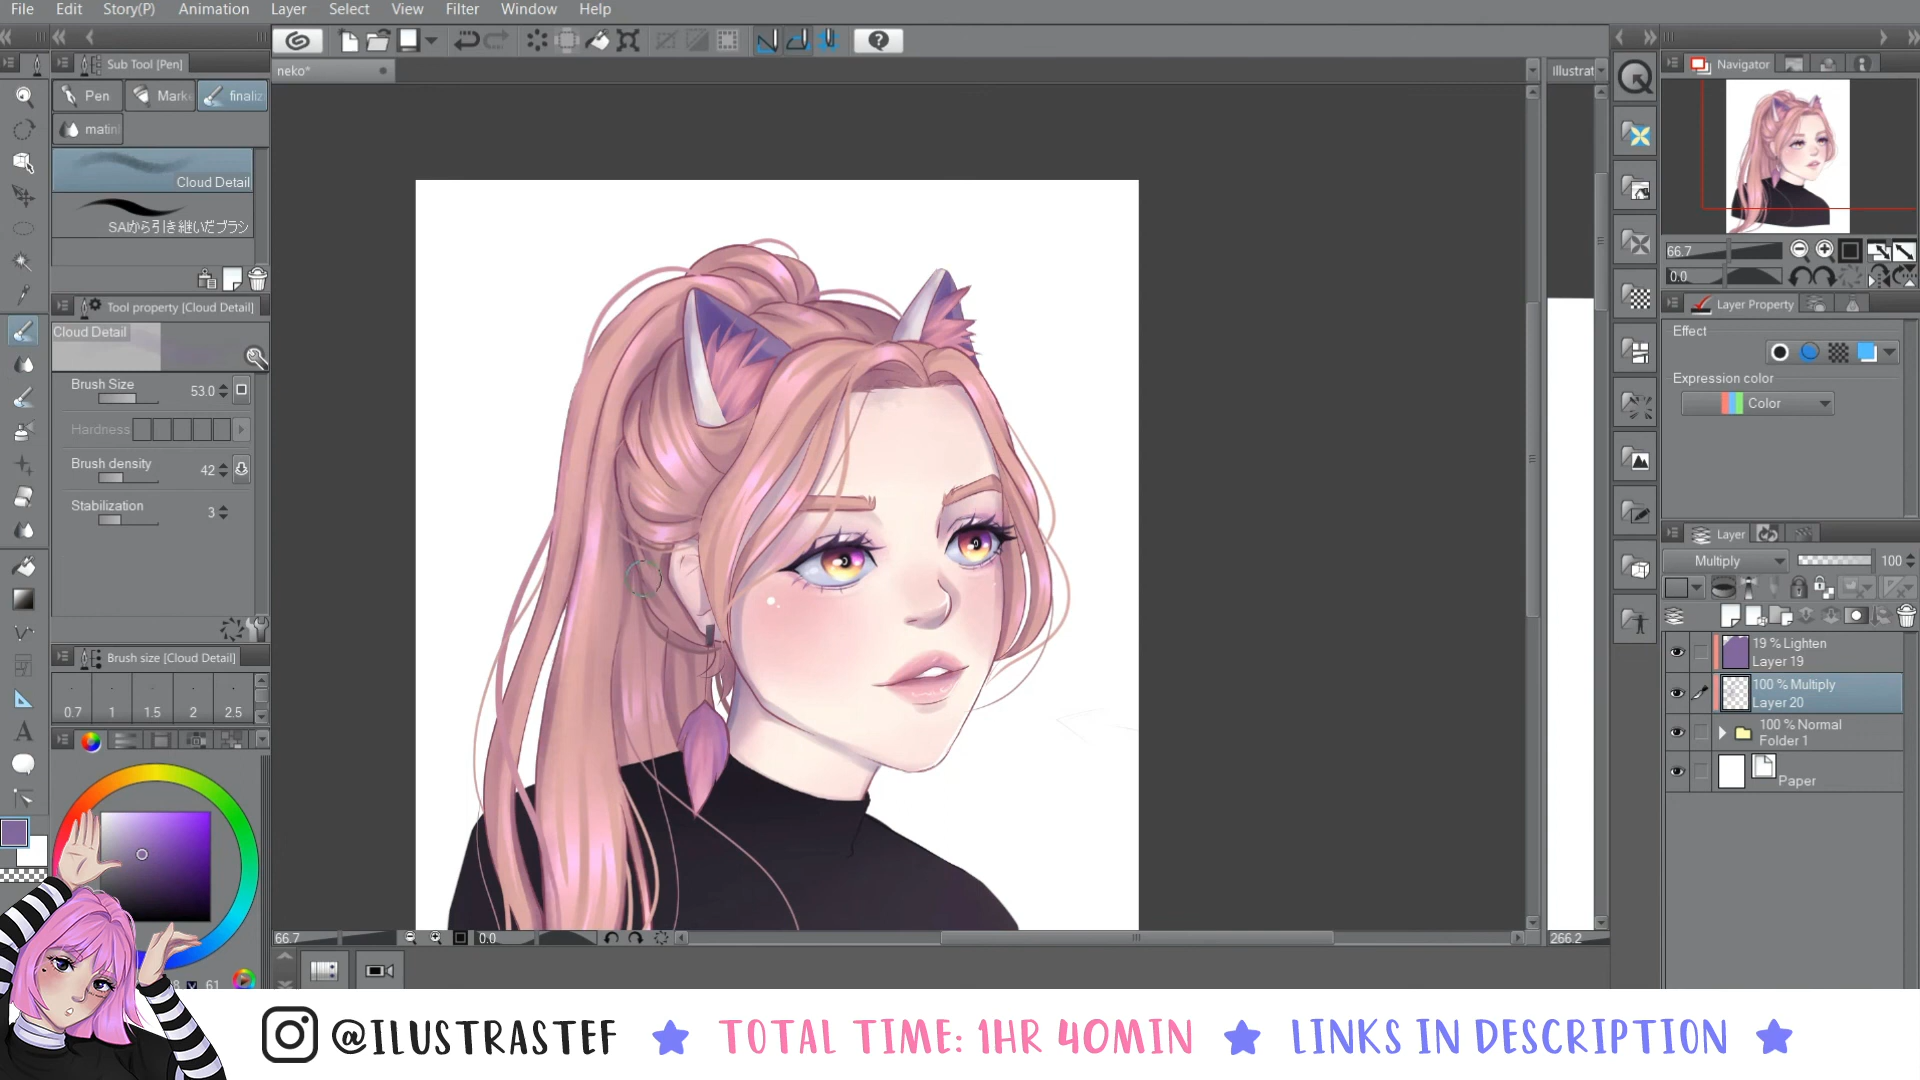 File Edit Story(P) Animation Layer Select View Filter Window Help
Sub Tool [Pen]
neko*
Illustrat
Navigator
Pen Marke finaliz
matin
Cloud Detail
SAIから引き継いだブラシ
66.7
0.0
Tool property [Cloud Detail]
Layer Property
Cloud Detail
Effect
Brush Size 53.0
Expression color
Color
Hardness
Brush density 42
Stabilization 3
Layer
Multiply 100
19 % Lighten
Layer 19
100 % Multiply
Layer 20
100 % Normal
Folder 1
Paper
Brush size [Cloud Detail]
0.7 1 1.5 2 2.5
66.7 0.0 266.2
61
@ILUSTRASTEF ★ TOTAL TIME: 1HR 40MIN ★ LINKS IN DESCRIPTION ★